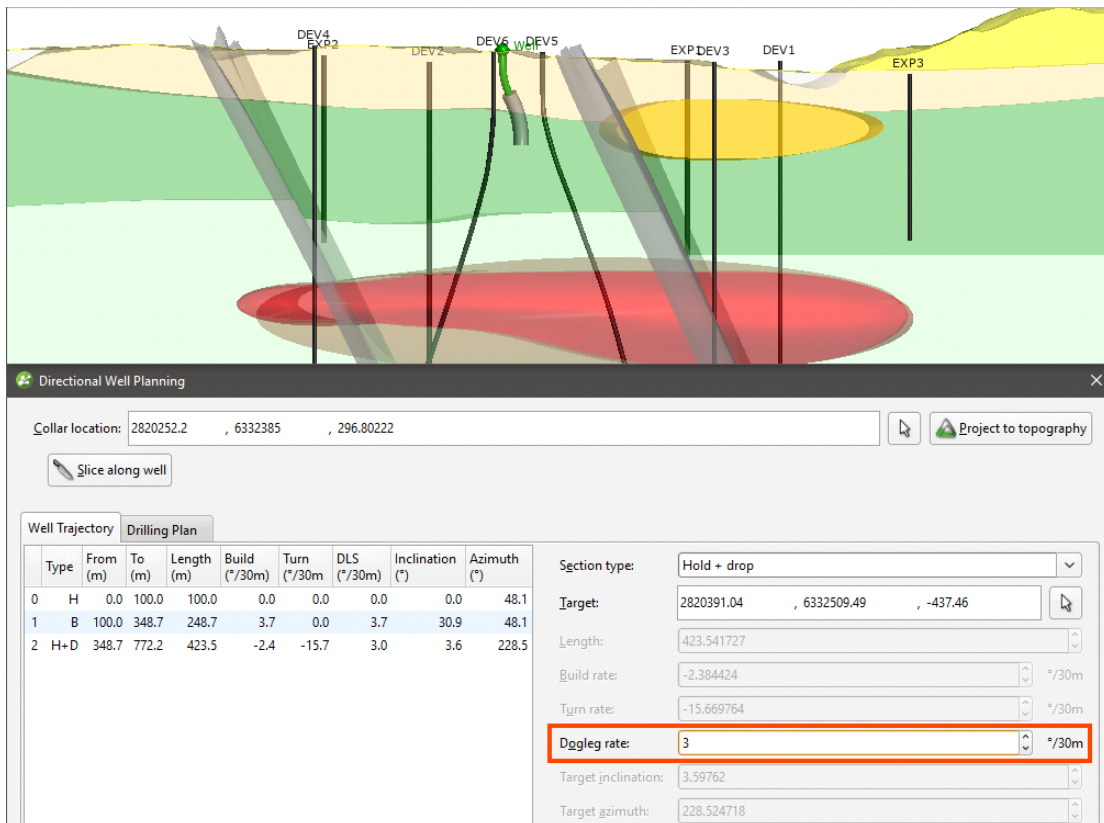 DEV4
EXP2
DEV2
DEV6 Well DEV5
EXP1 DEV3 DEV1
EXP3
Directional Well Planning
Collar location: 2820252.2 , 6332385 , 296.80222 Project to topography
Slice along well
Well Trajectory Drilling Plan
Type From (m) To (m) Length (m) Build (°/30m) Turn (°/30m DLS (°/30m) Inclination (°) Azimuth (°)
0 H 0.0 100.0 100.0 0.0 0.0 0.0 0.0 48.1
1 B 100.0 348.7 248.7 3.7 0.0 3.7 30.9 48.1
2 H+D 348.7 772.2 423.5 -2.4 -15.7 3.0 3.6 228.5
Section type: Hold + drop
Target: 2820391.04 , 6332509.49 , -437.46
Length: 423.541727
Build rate: -2.384424 °/30m
Turn rate: -15.669764 °/30m
Dogleg rate: 3 °/30m
Target inclination: 3.59762
Target azimuth: 228.524718